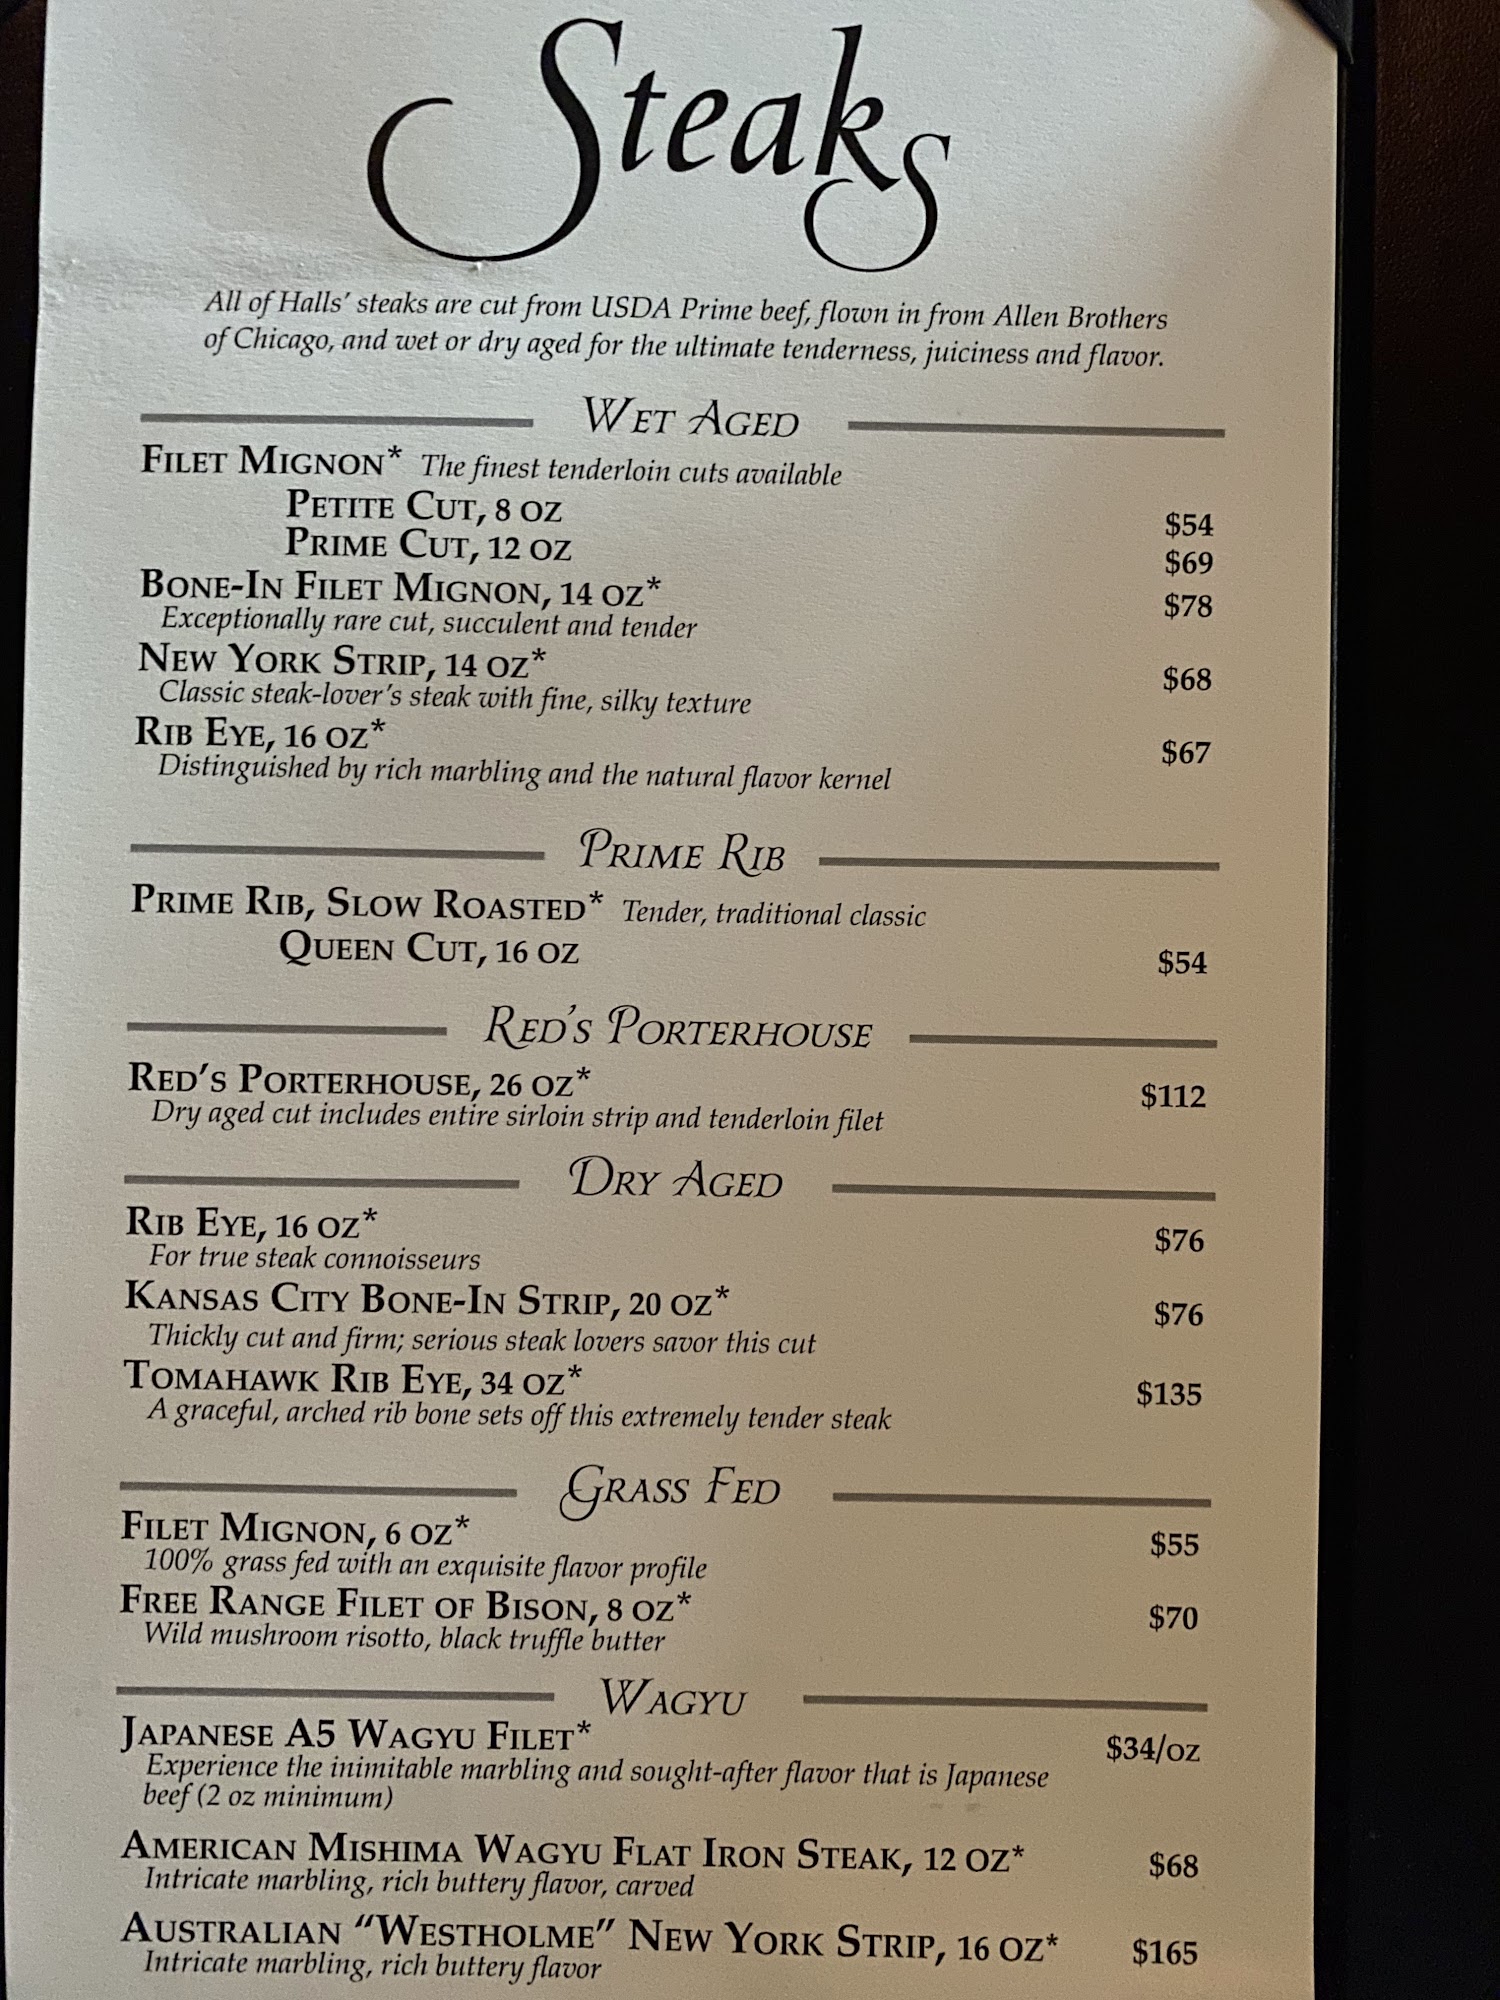 Steaks
All of Halls' steaks are cut from USDA Prime beef, flown in from Allen Brothers
of Chicago, and wet or dry aged for the ultimate tenderness, juiciness and flavor.
WET AGED
FILET MIGNON* The finest tenderloin cuts available
PETITE CUT, 8 OZ $54
PRIME CUT, 12 OZ $69
BONE-IN FILET MIGNON, 14 OZ* $78
Exceptionally rare cut, succulent and tender
NEW YORK STRIP, 14 OZ* $68
Classic steak-lover's steak with fine, silky texture
RIB EYE, 16 OZ* $67
Distinguished by rich marbling and the natural flavor kernel
PRIME RIB
PRIME RIB, SLOW ROASTED* Tender, traditional classic
QUEEN CUT, 16 OZ $54
RED'S PORTERHOUSE
RED'S PORTERHOUSE, 26 OZ* $112
Dry aged cut includes entire sirloin strip and tenderloin filet
DRY AGED
RIB EYE, 16 OZ* $76
For true steak connoisseurs
KANSAS CITY BONE-IN STRIP, 20 OZ* $76
Thickly cut and firm; serious steak lovers savor this cut
TOMAHAWK RIB EYE, 34 OZ* $135
A graceful, arched rib bone sets off this extremely tender steak
GRASS FED
FILET MIGNON, 6 OZ* $55
100% grass fed with an exquisite flavor profile
FREE RANGE FILET OF BISON, 8 OZ* $70
Wild mushroom risotto, black truffle butter
WAGYU
JAPANESE A5 WAGYU FILET* $34/OZ
Experience the inimitable marbling and sought-after flavor that is Japanese
beef (2 oz minimum)
AMERICAN MISHIMA WAGYU FLAT IRON STEAK, 12 OZ* $68
Intricate marbling, rich buttery flavor, carved
AUSTRALIAN "WESTHOLME" NEW YORK STRIP, 16 OZ* $165
Intricate marbling, rich buttery flavor